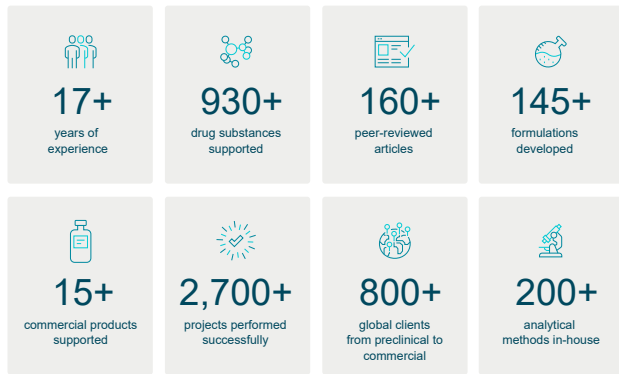 17+
years of
experience
930+
drug substances
supported
160+
peer-reviewed
articles
145+
formulations
developed
15+
commercial products
supported
2,700+
projects performed
successfully
800+
global clients
from preclinical to
commercial
200+
analytical
methods in-house